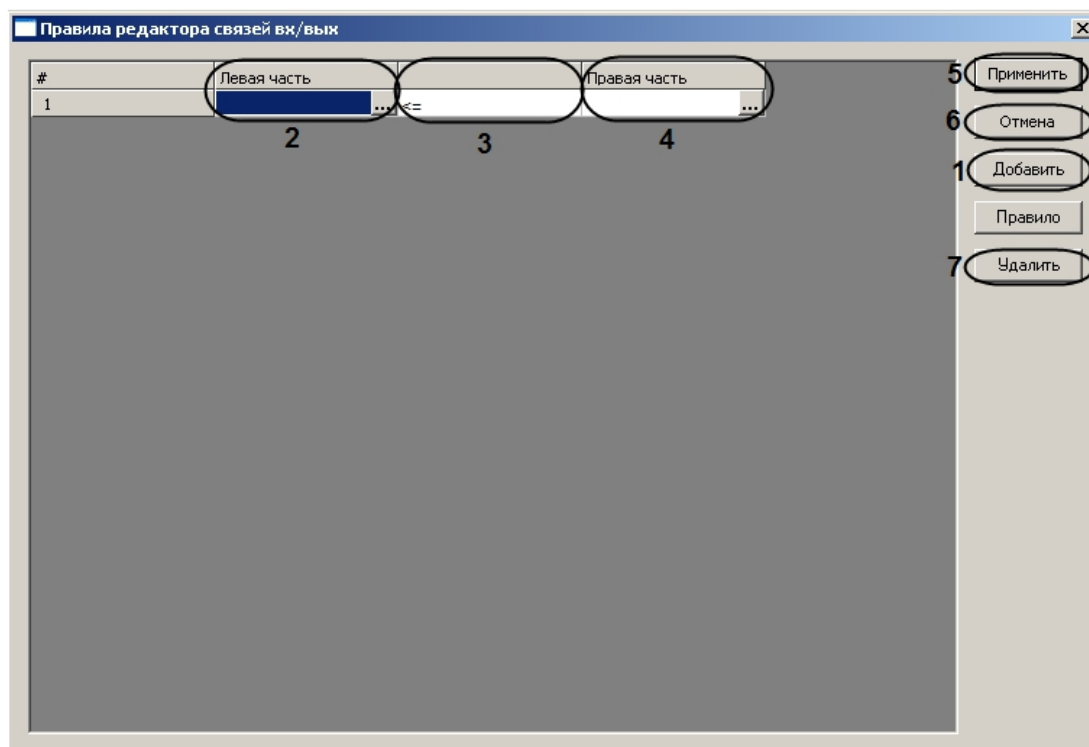 Правила редактора связей вх/вых
# Левая часть Правая часть
1 ... <= ...
2 3 4
5 Применить
6 Отмена
1 Добавить
Правило
7 Удалить